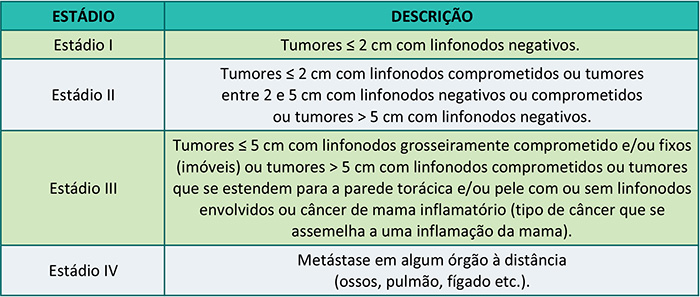 ESTÁDIO DESCRIÇÃO
Estádio I Tumores ≤ 2 cm com linfonodos negativos.
Tumores ≤ 2 cm com linfonodos comprometidos ou tumores
Estádio II entre 2 e 5 cm com linfonodos negativos ou comprometidos
ou tumores > 5 cm com linfonodos negativos.
Tumores ≤ 5 cm com linfonodos grosseiramente comprometido e/ou fixos
(imóveis) ou tumores > 5 cm com linfonodos comprometidos ou tumores
Estádio III que se estendem para a parede torácica e/ou pele com ou sem linfonodos
envolvidos ou câncer de mama inflamatório (tipo de câncer que se
assemelha a uma inflamação da mama).
Estádio IV Metástase em algum órgão à distância
(ossos, pulmão, fígado etc.).